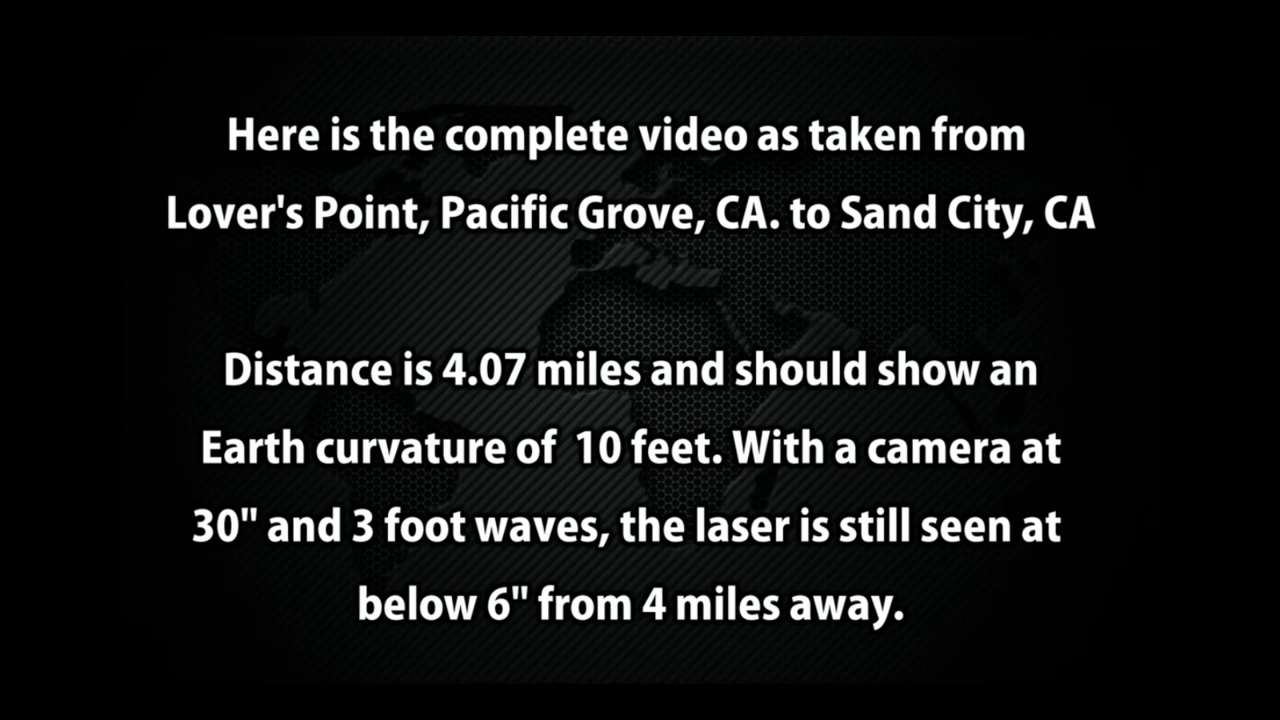 Here is the complete video as taken from
Lover's Point, Pacific Grove, CA. to Sand City, CA
Distance is 4.07 miles and should show an
Earth curvature of  10 feet. With a camera at
30" and 3 foot waves, the laser is still seen at
below 6" from 4 miles away.